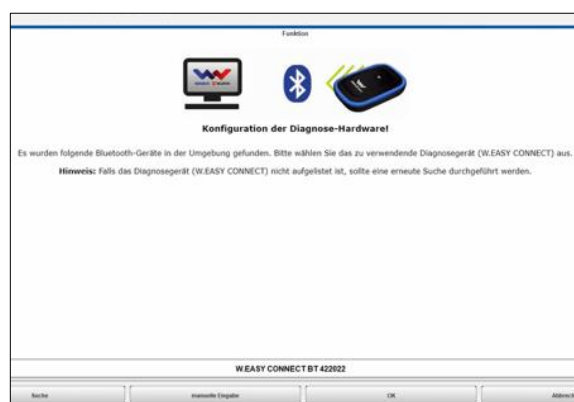 Funktion
Konfiguration der Diagnose-Hardware!
Es wurden folgende Bluetooth-Geräte in der Umgebung gefunden. Bitte wählen Sie das zu verwendende Diagnosegerät (W.EASY CONNECT) aus.
Hinweis: Falls das Diagnosegerät (W.EASY CONNECT) nicht aufgelistet ist, sollte eine erneute Suche durchgeführt werden.
W.EASY CONNECT BT 422022
Suche
manuelle Eingabe
OK